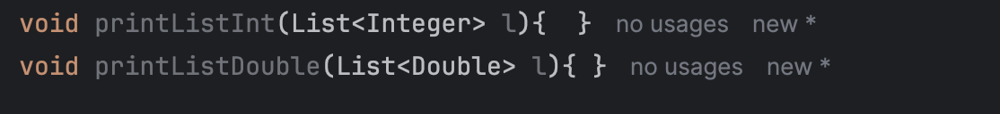 void printListInt(List<Integer> l){  }  no usages  new *
void printListDouble(List<Double> l){ }  no usages  new *